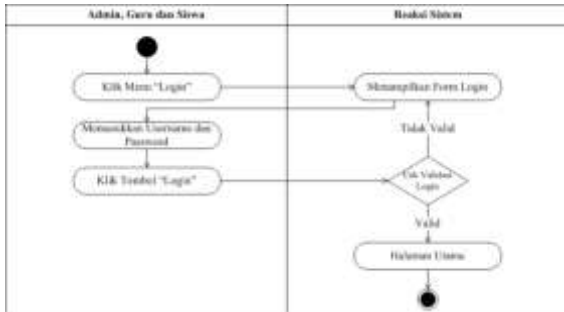 Admin, Guru dan Siswa
Reaksi Sistem
Klik Menu "Login"
Menampilkan Form Login
Memasukkan Username dan
Password
Tidak Valid
Klik Tombol "Login"
Cek Validasi
Login
Valid
Halaman Utama